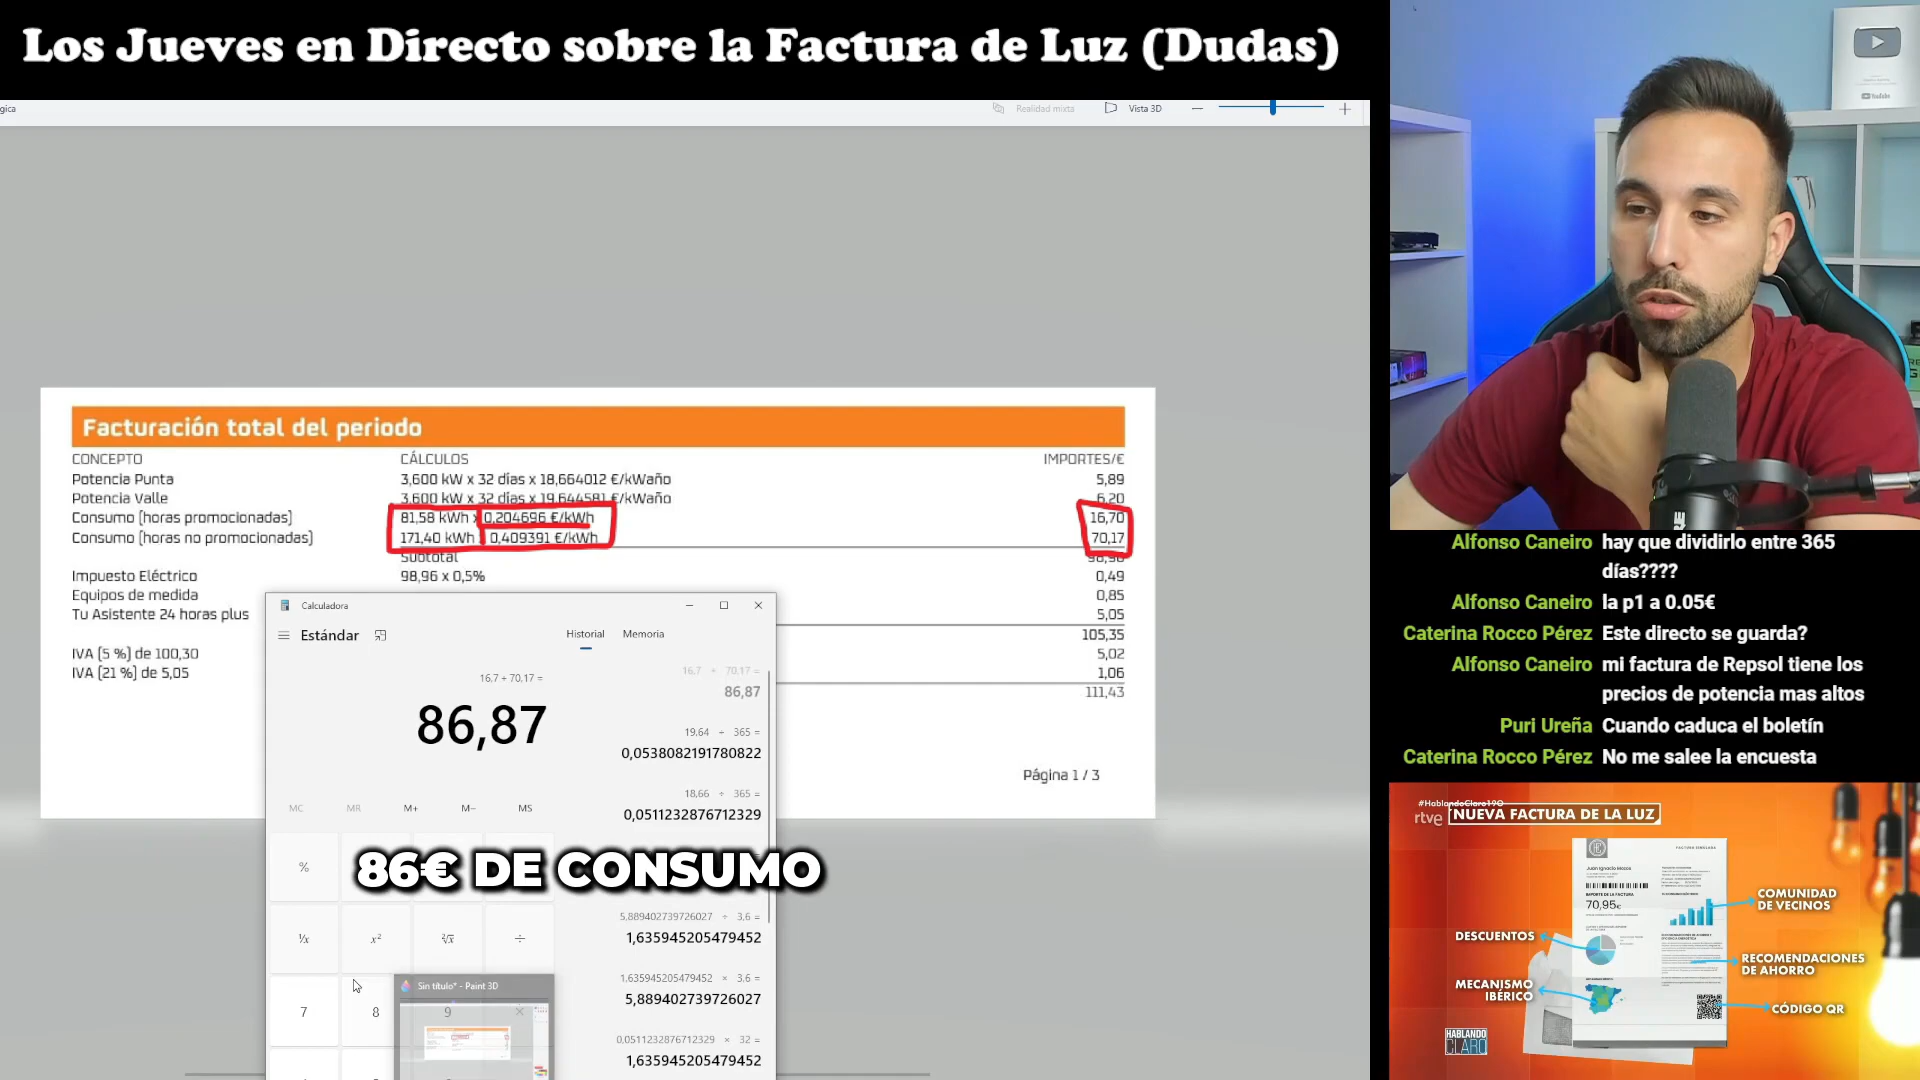 Los Jueves en Directo sobre la Factura de Luz (Dudas)
gica
Realidad mixta
Vista 3D
Facturación total del periodo
CONCEPTO CÁLCULOS IMPORTES/€
Potencia Punta 3,600 kW x 32 días x 18,664012 €/kWaño 5,89
Potencia Valle 3,600 kW x 32 días x 19,644581 €/kWaño 6,20
Consumo (horas promocionadas) 81,58 kWh x 0,204696 €/kWh 16,70
Consumo (horas no promocionadas) 171,40 kWh x 0,409391 €/kWh 70,17
Subtotal 98,96
Impuesto Eléctrico 98,96 x 0,5% 0,49
Equipos de medida 0,85
Tu Asistente 24 horas plus 5,05
105,35
IVA (5 %) de 100,30 5,02
IVA (21 %) de 5,05 1,06
111,43
Página 1 / 3
Calculadora
Estándar
Historial Memoria
16,7 + 70,17 =
86,87
MC MR M+ M− MS
%
¹/x x² ²√x ÷
7 8 9
16,7 + 70,17 =
86,87
19,64 ÷ 365 =
0,0538082191780822
18,66 ÷ 365 =
0,0511232876712329
5,889402739726027 ÷ 3,6 =
1,635945205479452
1,635945205479452 × 3,6 =
5,889402739726027
0,0511232876712329 × 32 =
1,635945205479452
86€ DE CONSUMO
Sin título* - Paint 3D
YouTube
Alfonso Caneiro hay que dividirlo entre 365
días????
Alfonso Caneiro la p1 a 0.05€
Caterina Rocco Pérez Este directo se guarda?
Alfonso Caneiro mi factura de Repsol tiene los
precios de potencia mas altos
Puri Ureña Cuando caduca el boletín
Caterina Rocco Pérez No me salee la encuesta
#HablandoClaro190
rtve NUEVA FACTURA DE LA LUZ
70,95€
COMUNIDAD
DE VECINOS
DESCUENTOS
RECOMENDACIONES
DE AHORRO
MECANISMO
IBÉRICO
CÓDIGO QR
HABLANDO
CLARO